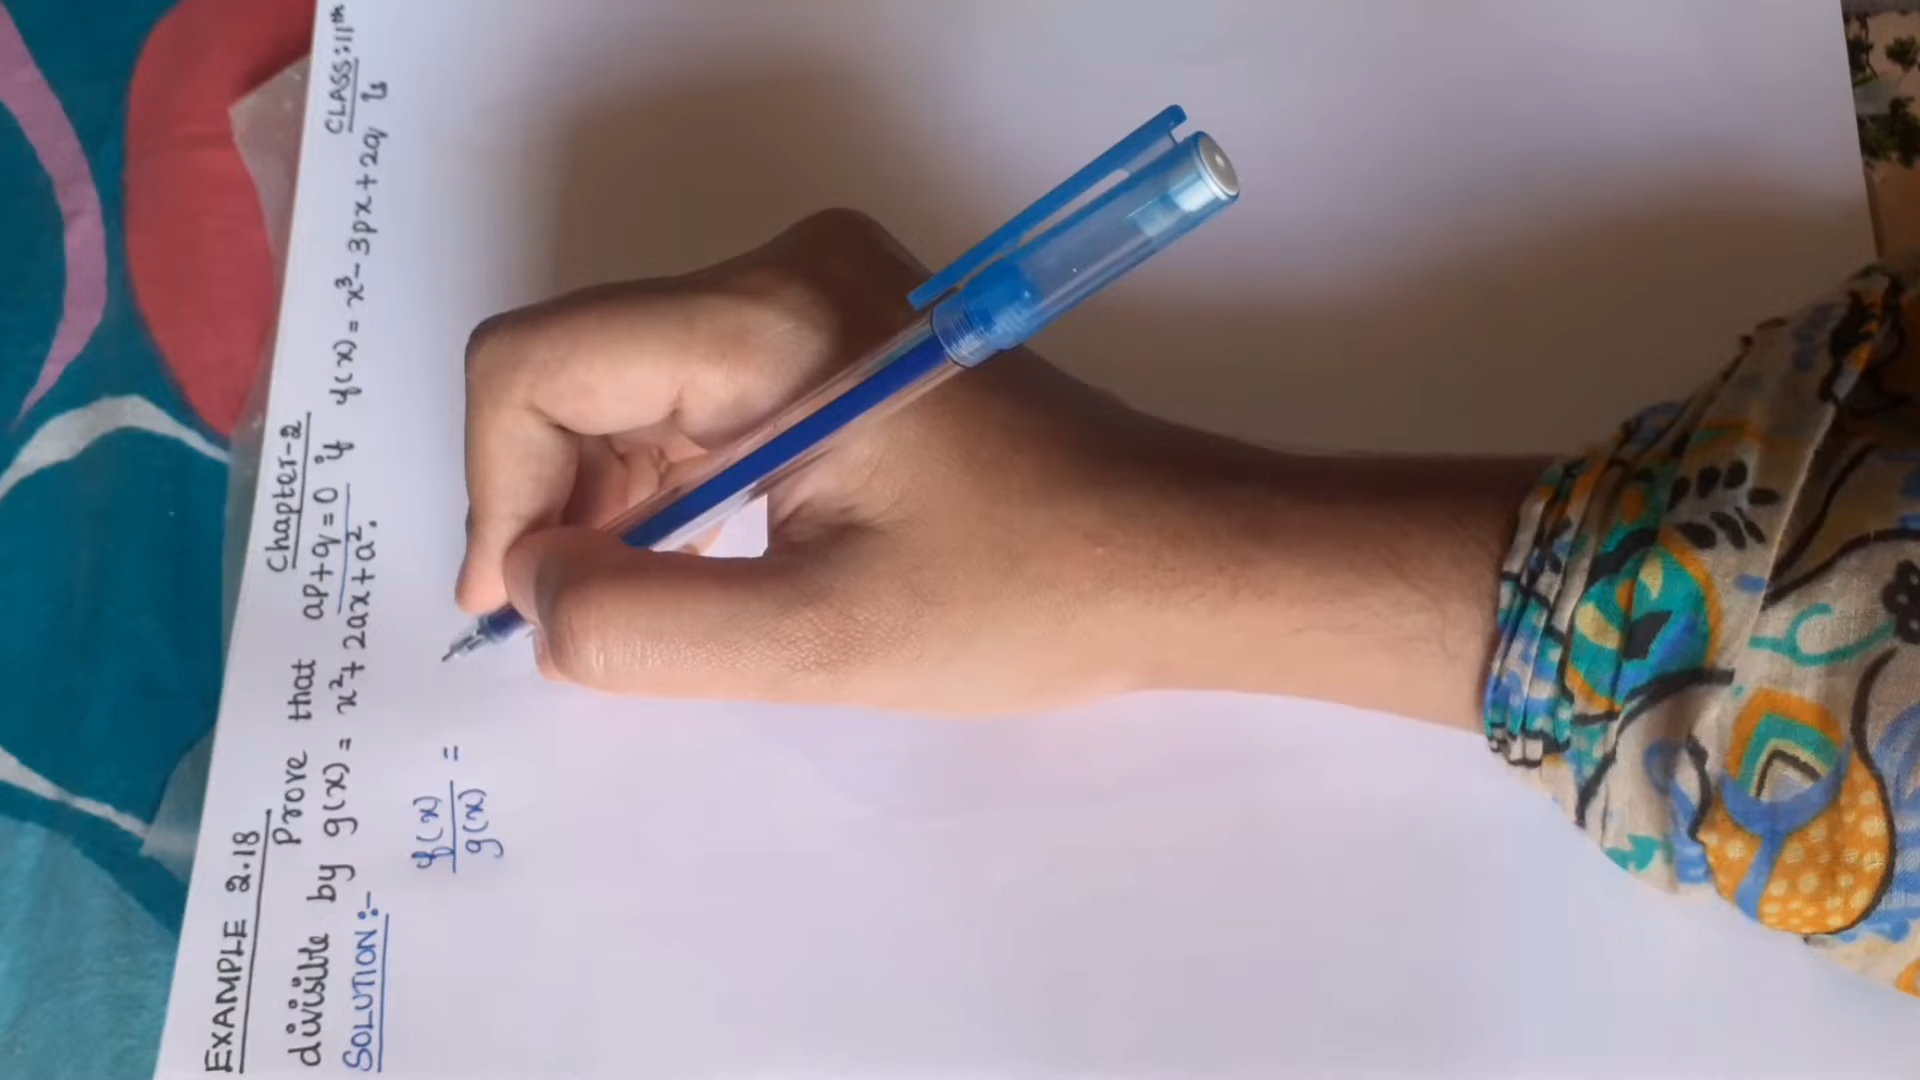 Chapter-2
CLASS:11th
EXAMPLE 2.18
Prove that ap+q=0 if f(x) = x³-3px+2q is
divisible by g(x) = x²+2ax+a².
SOLUTION:-
f(x)
g(x) =